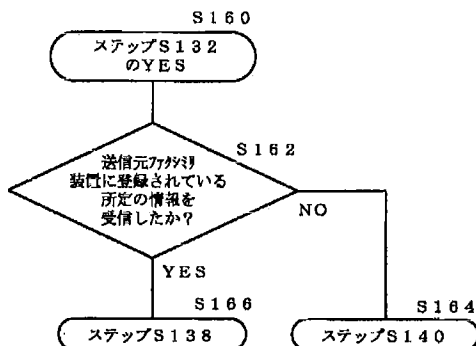 S160
ステップS132
のYES
S162
送信元ファクシミリ
装置に登録されている
所定の情報を
受信したか？
NO
YES
S166
S164
ステップS138
ステップS140